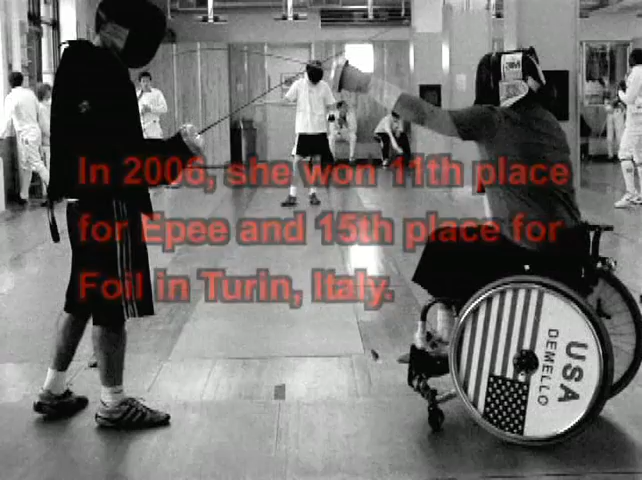 In 2006, she won 11th place
for Epee and 15th place for
Foil in Turin, Italy.
USA
DEMELLO